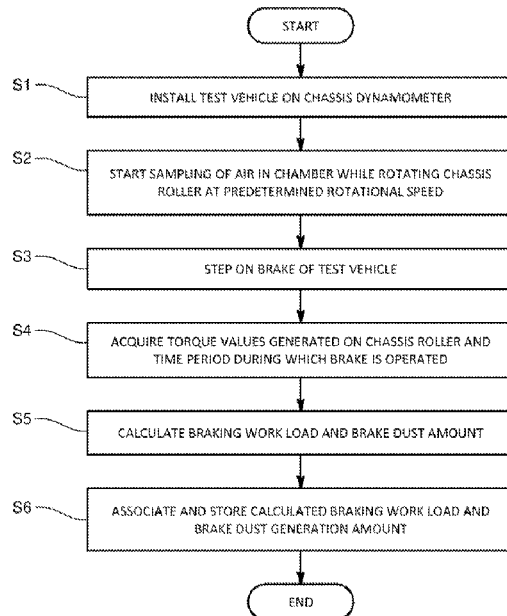 START
S1
INSTALL TEST VEHICLE ON CHASSIS DYNAMOMETER
S2
START SAMPLING OF AIR IN CHAMBER WHILE ROTATING CHASSIS
ROLLER AT PREDETERMINED ROTATIONAL SPEED
S3
STEP ON BRAKE OF TEST VEHICLE
S4
ACQUIRE TORQUE VALUES GENERATED ON CHASSIS ROLLER AND
TIME PERIOD DURING WHICH BRAKE IS OPERATED
S5
CALCULATE BRAKING WORK LOAD AND BRAKE DUST AMOUNT
S6
ASSOCIATE AND STORE CALCULATED BRAKING WORK LOAD AND
BRAKE DUST GENERATION AMOUNT
END